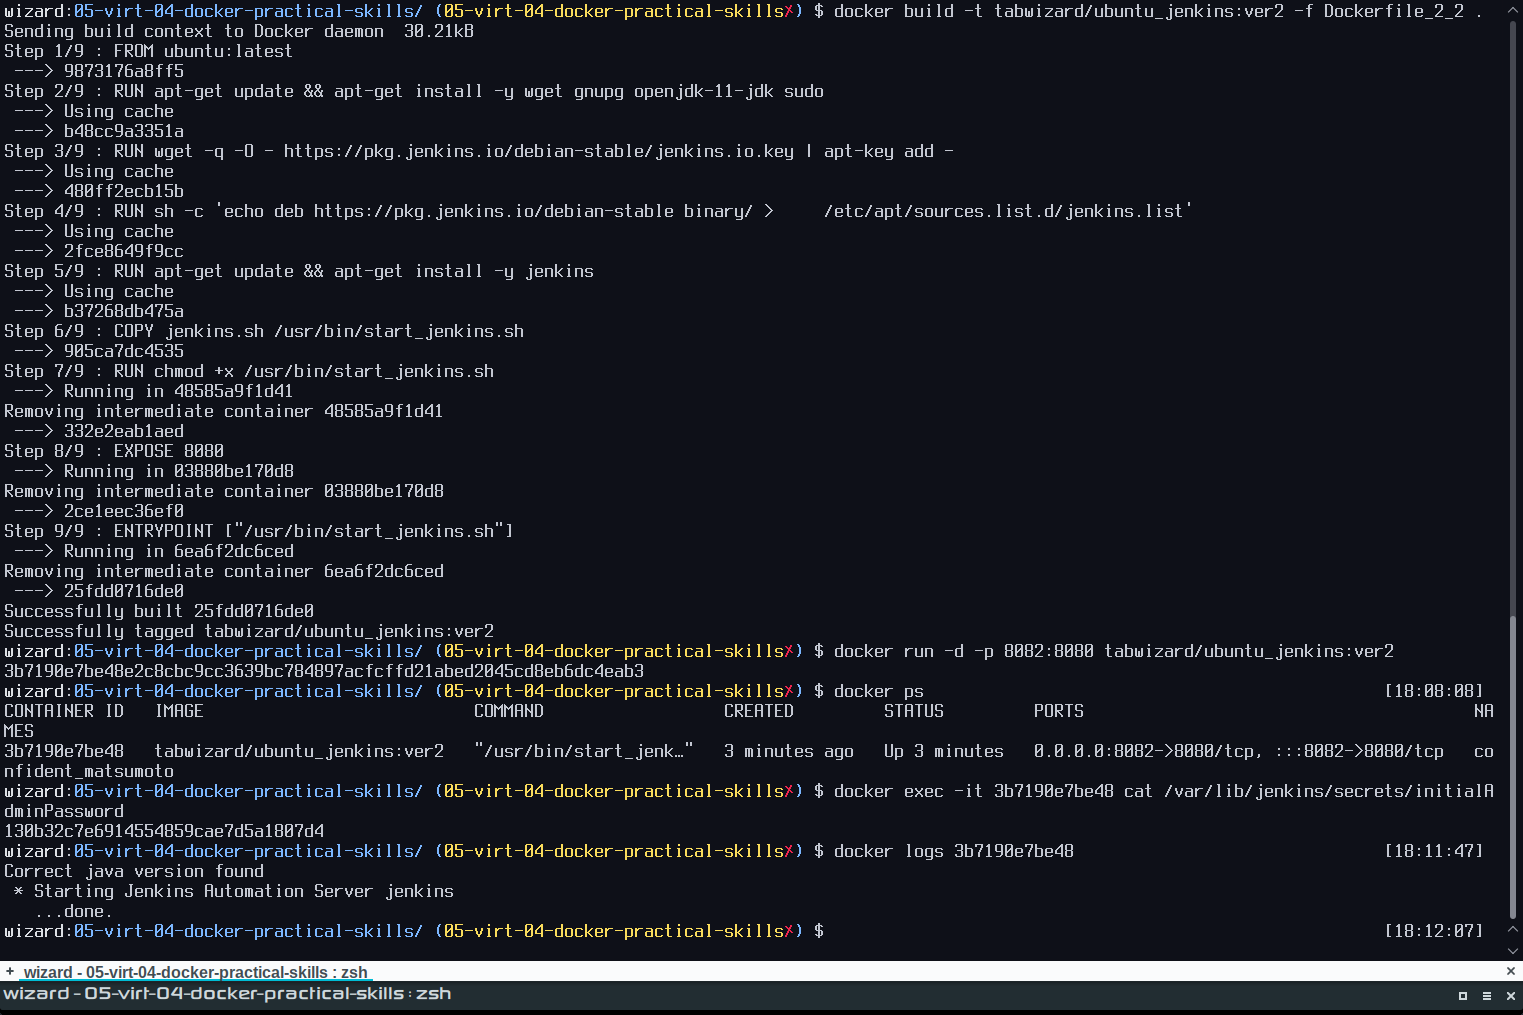 wizard:05-virt-04-docker-practical-skills/ (05-virt-04-docker-practical-skills✗) $ docker build -t tabwizard/ubuntu_jenkins:ver2 -f Dockerfile_2_2 .
Sending build context to Docker daemon  30.21kB
Step 1/9 : FROM ubuntu:latest
 ---> 9873176a8ff5
Step 2/9 : RUN apt-get update && apt-get install -y wget gnupg openjdk-11-jdk sudo
 ---> Using cache
 ---> b48cc9a3351a
Step 3/9 : RUN wget -q -O - https://pkg.jenkins.io/debian-stable/jenkins.io.key | apt-key add -
 ---> Using cache
 ---> 480ff2ecb15b
Step 4/9 : RUN sh -c 'echo deb https://pkg.jenkins.io/debian-stable binary/ >     /etc/apt/sources.list.d/jenkins.list'
 ---> Using cache
 ---> 2fce8649f9cc
Step 5/9 : RUN apt-get update && apt-get install -y jenkins
 ---> Using cache
 ---> b37268db475a
Step 6/9 : COPY jenkins.sh /usr/bin/start_jenkins.sh
 ---> 905ca7dc4535
Step 7/9 : RUN chmod +x /usr/bin/start_jenkins.sh
 ---> Running in 48585a9f1d41
Removing intermediate container 48585a9f1d41
 ---> 332e2eab1aed
Step 8/9 : EXPOSE 8080
 ---> Running in 03880be170d8
Removing intermediate container 03880be170d8
 ---> 2ce1eec36ef0
Step 9/9 : ENTRYPOINT ["/usr/bin/start_jenkins.sh"]
 ---> Running in 6ea6f2dc6ced
Removing intermediate container 6ea6f2dc6ced
 ---> 25fdd0716de0
Successfully built 25fdd0716de0
Successfully tagged tabwizard/ubuntu_jenkins:ver2
wizard:05-virt-04-docker-practical-skills/ (05-virt-04-docker-practical-skills✗) $ docker run -d -p 8082:8080 tabwizard/ubuntu_jenkins:ver2
3b7190e7be48e2c8cbc9cc3639bc784897acfcffd21abed2045cd8eb6dc4eab3
wizard:05-virt-04-docker-practical-skills/ (05-virt-04-docker-practical-skills✗) $ docker ps [18:08:08]
CONTAINER ID   IMAGE                           COMMAND                  CREATED         STATUS         PORTS                                       NA
MES
3b7190e7be48   tabwizard/ubuntu_jenkins:ver2   "/usr/bin/start_jenk…"   3 minutes ago   Up 3 minutes   0.0.0.0:8082->8080/tcp, :::8082->8080/tcp   co
nfident_matsumoto
wizard:05-virt-04-docker-practical-skills/ (05-virt-04-docker-practical-skills✗) $ docker exec -it 3b7190e7be48 cat /var/lib/jenkins/secrets/initialA
dminPassword
130b32c7e6914554859cae7d5a1807d4
wizard:05-virt-04-docker-practical-skills/ (05-virt-04-docker-practical-skills✗) $ docker logs 3b7190e7be48 [18:11:47]
Correct java version found
 * Starting Jenkins Automation Server jenkins
   ...done.
wizard:05-virt-04-docker-practical-skills/ (05-virt-04-docker-practical-skills✗) $ [18:12:07]
+ wizard - 05-virt-04-docker-practical-skills : zsh ×
wizard - 05-virt-04-docker-practical-skills : zsh